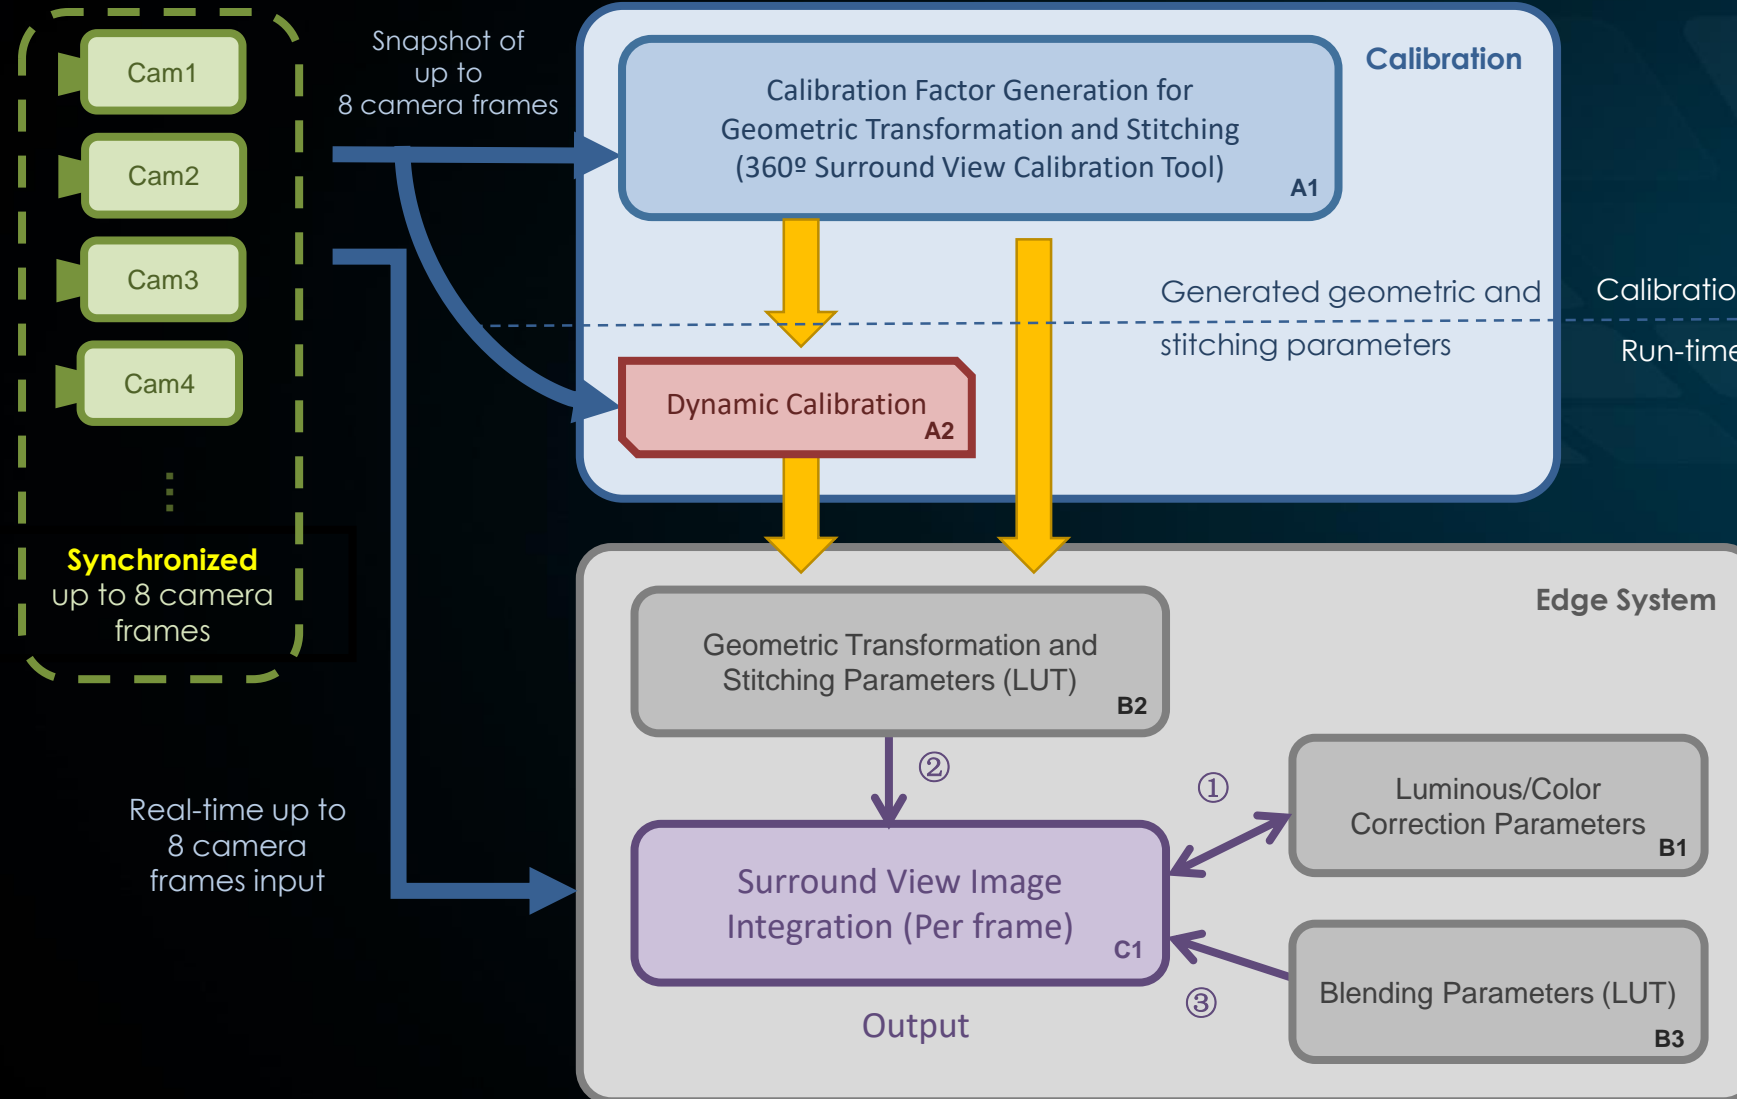 Cam1
Cam2
Cam3
Cam4
Synchronized
up to 8 camera
frames
Snapshot of
up to
8 camera frames
Real-time up to
8 camera
frames input
Calibration
Calibration Factor Generation for
Geometric Transformation and Stitching
(360º Surround View Calibration Tool)
A1
Generated geometric and
stitching parameters
Calibratio
Run-time
Dynamic Calibration
A2
Edge System
Geometric Transformation and
Stitching Parameters (LUT)
B2
②
①
Luminous/Color
Correction Parameters
B1
Surround View Image
Integration (Per frame)
C1
③
Blending Parameters (LUT)
B3
Output